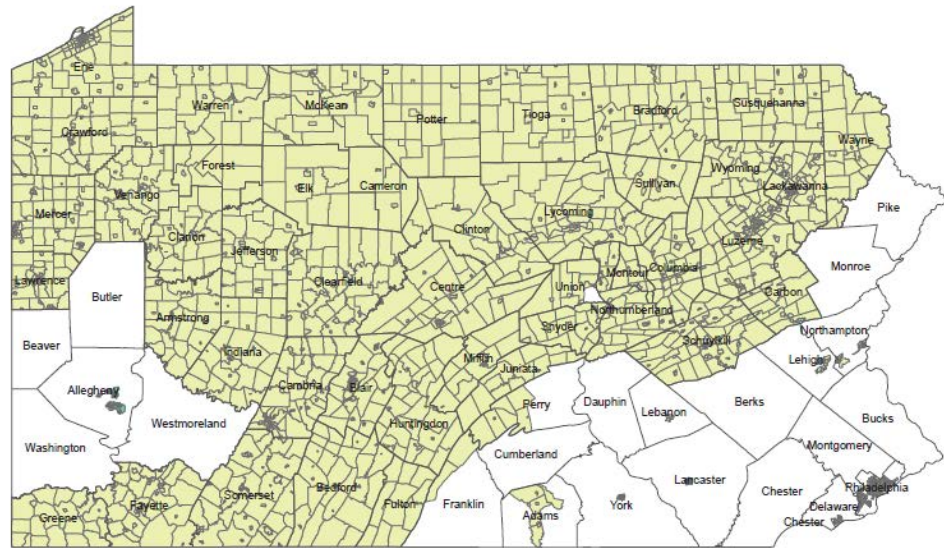 Erie
Warren
McKean
Susquehanna
Bradford
Tioga
Potter
Crawford
Wayne
Forest
Wyoming
Sullivan
Elk
Cameron
Lackawanna
Venango
Pike
Mercer
Lycoming
Clinton
Clarion
Jefferson
Luzerne
Monroe
Columbia
Montour
Butler
Lawrence
Clearfield
Centre
Union
Carbon
Northumberland
Armstrong
Snyder
Northampton
Schuylkill
Beaver
Indiana
Lehigh
Mifflin
Juniata
Cambria
Blair
Allegheny
Perry
Dauphin
Lebanon
Berks
Bucks
Westmoreland
Huntingdon
Washington
Montgomery
Cumberland
Lancaster
Bedford
Philadelphia
Somerset
Chester
Fayette
Fulton
Franklin
York
Delaware
Greene
Adams
Chester